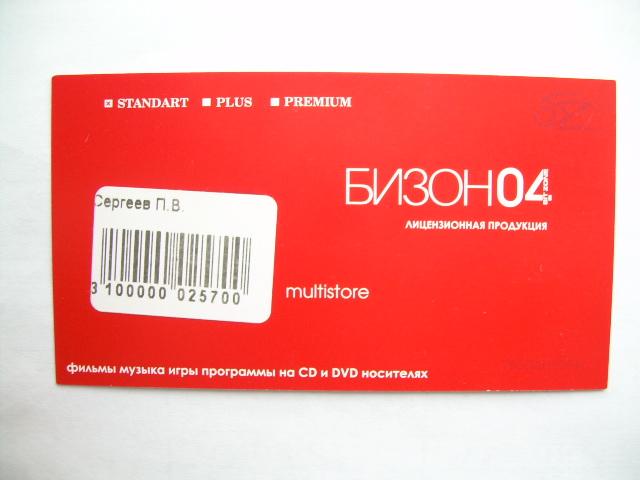 STANDART PLUS PREMIUM
БИЗОН04
ЛИЦЕНЗИОННАЯ ПРОДУКЦИЯ
Сергеев П.В.
3 100000 025700
multistore
фильмы музыка игры программы на CD и DVD носителях